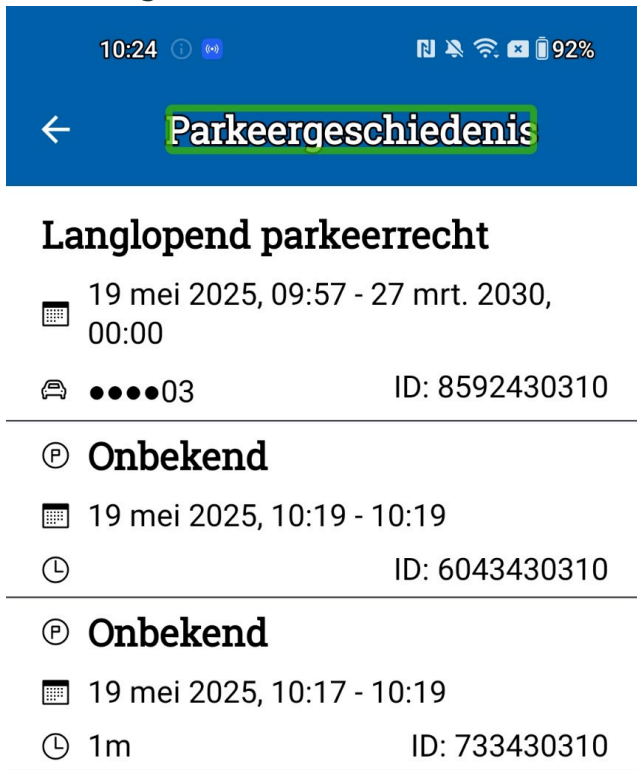 10:24 92%
Parkeergeschiedenis
Langlopend parkeerrecht
19 mei 2025, 09:57 - 27 mrt. 2030,
00:00
●●●●03 ID: 8592430310
Onbekend
19 mei 2025, 10:19 - 10:19
ID: 6043430310
Onbekend
19 mei 2025, 10:17 - 10:19
1m ID: 733430310